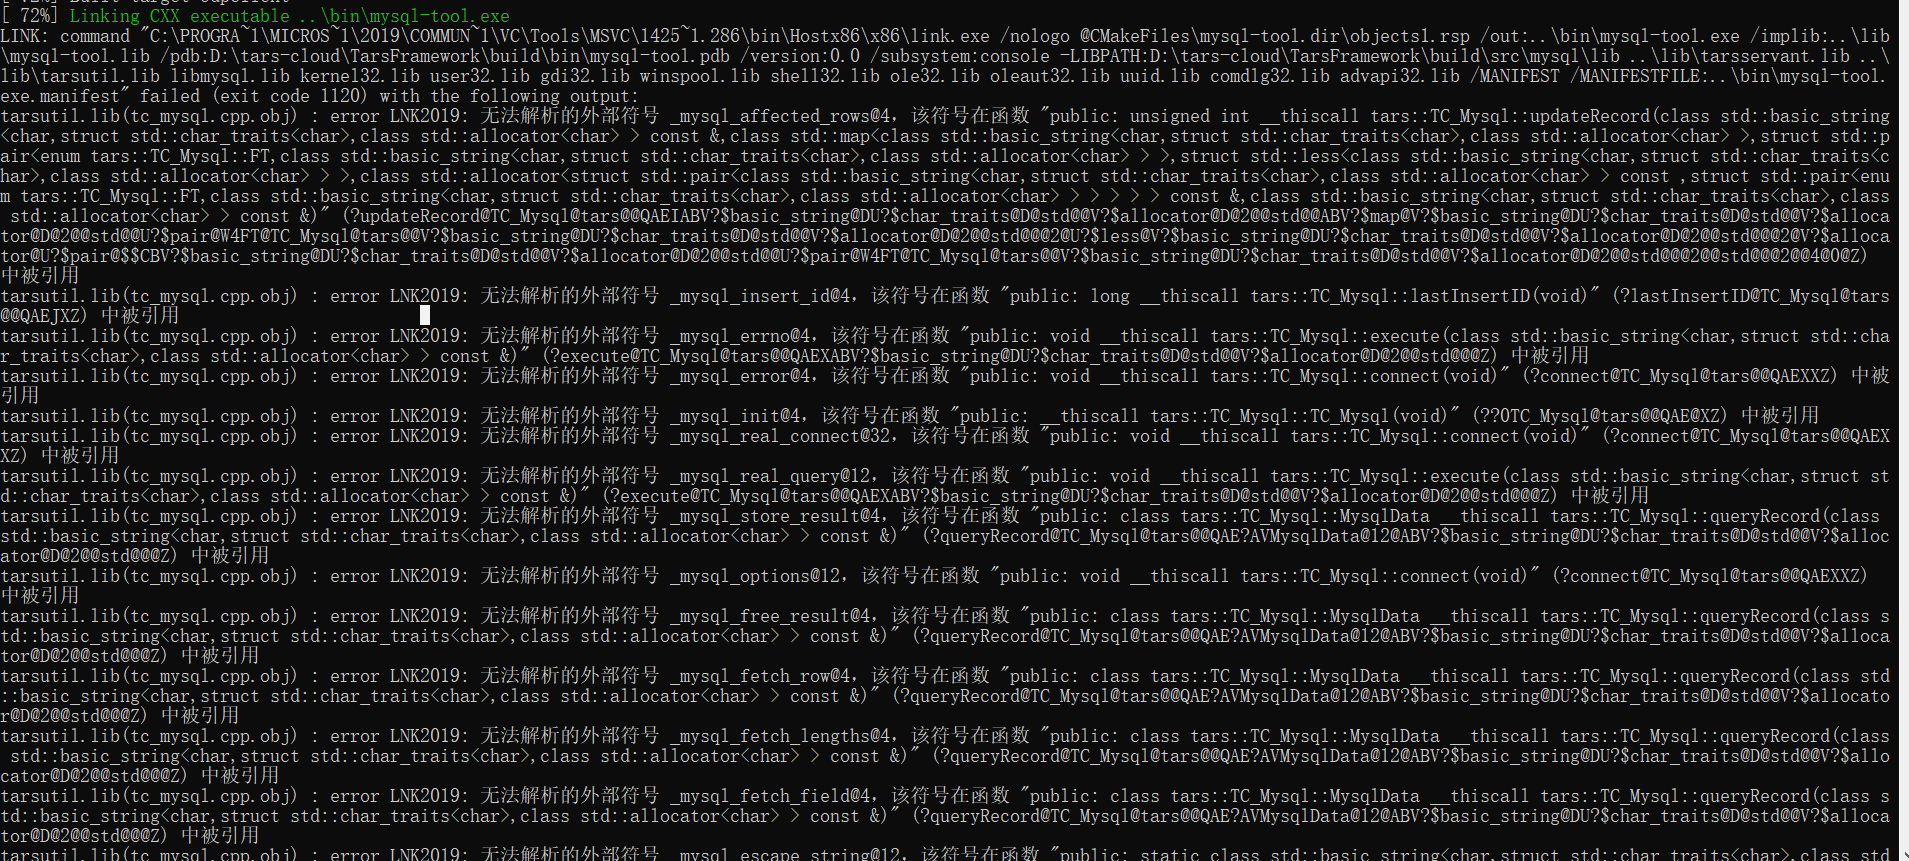 [ 72%] Linking CXX executable ..\bin\mysql-tool.exe
LINK: command "C:\PROGRA~1\MICROS~1\2019\COMMUN~1\VC\Tools\MSVC\1425~1.286\bin\Hostx86\x86\link.exe /nologo @CMakeFiles\mysql-tool.dir\objects1.rsp /out:..\bin\mysql-tool.exe /implib:..\lib
\mysql-tool.lib /pdb:D:\tars-cloud\TarsFramework\build\bin\mysql-tool.pdb /version:0.0 /subsystem:console -LIBPATH:D:\tars-cloud\TarsFramework\build\src\mysql\lib ..\lib\tarsservant.lib ..\
lib\tarsutil.lib libmysql.lib kernel32.lib user32.lib gdi32.lib winspool.lib shell32.lib ole32.lib oleaut32.lib uuid.lib comdlg32.lib advapi32.lib /MANIFEST /MANIFESTFILE:..\bin\mysql-tool.
exe.manifest" failed (exit code 1120) with the following output:
tarsutil.lib(tc_mysql.cpp.obj) : error LNK2019: 无法解析的外部符号 _mysql_affected_rows@4，该符号在函数 "public: unsigned int __thiscall tars::TC_Mysql::updateRecord(class std::basic_string
<char,struct std::char_traits<char>,class std::allocator<char> > const &,class std::map<class std::basic_string<char,struct std::char_traits<char>,class std::allocator<char> >,struct std::p
air<enum tars::TC_Mysql::FT,class std::basic_string<char,struct std::char_traits<char>,class std::allocator<char> > >,struct std::less<class std::basic_string<char,struct std::char_traits<c
har>,class std::allocator<char> > >,class std::allocator<struct std::pair<class std::basic_string<char,struct std::char_traits<char>,class std::allocator<char> > const ,struct std::pair<enu
m tars::TC_Mysql::FT,class std::basic_string<char,struct std::char_traits<char>,class std::allocator<char> > > > > > const &,class std::basic_string<char,struct std::char_traits<char>,class
 std::allocator<char> > const &)" (?updateRecord@TC_Mysql@tars@@QAEIABV?$basic_string@DU?$char_traits@D@std@@V?$allocator@D@2@@std@@ABV?$map@V?$basic_string@DU?$char_traits@D@std@@V?$alloca
tor@D@2@@std@@U?$pair@W4FT@TC_Mysql@tars@@V?$basic_string@DU?$char_traits@D@std@@V?$allocator@D@2@@std@@@2@U?$less@V?$basic_string@DU?$char_traits@D@std@@V?$allocator@D@2@@std@@@2@V?$alloca
tor@U?$pair@$$CBV?$basic_string@DU?$char_traits@D@std@@V?$allocator@D@2@@std@@U?$pair@W4FT@TC_Mysql@tars@@V?$basic_string@DU?$char_traits@D@std@@V?$allocator@D@2@@std@@@2@@std@@@2@@4@0@Z)
中被引用
tarsutil.lib(tc_mysql.cpp.obj) : error LNK2019: 无法解析的外部符号 _mysql_insert_id@4，该符号在函数 "public: long __thiscall tars::TC_Mysql::lastInsertID(void)" (?lastInsertID@TC_Mysql@tars
@@QAEJXZ) 中被引用
tarsutil.lib(tc_mysql.cpp.obj) : error LNK2019: 无法解析的外部符号 _mysql_errno@4，该符号在函数 "public: void __thiscall tars::TC_Mysql::execute(class std::basic_string<char,struct std::cha
r_traits<char>,class std::allocator<char> > const &)" (?execute@TC_Mysql@tars@@QAEXABV?$basic_string@DU?$char_traits@D@std@@V?$allocator@D@2@@std@@@Z) 中被引用
tarsutil.lib(tc_mysql.cpp.obj) : error LNK2019: 无法解析的外部符号 _mysql_error@4，该符号在函数 "public: void __thiscall tars::TC_Mysql::connect(void)" (?connect@TC_Mysql@tars@@QAEXXZ) 中被
引用
tarsutil.lib(tc_mysql.cpp.obj) : error LNK2019: 无法解析的外部符号 _mysql_init@4，该符号在函数 "public: __thiscall tars::TC_Mysql::TC_Mysql(void)" (??0TC_Mysql@tars@@QAE@XZ) 中被引用
tarsutil.lib(tc_mysql.cpp.obj) : error LNK2019: 无法解析的外部符号 _mysql_real_connect@32，该符号在函数 "public: void __thiscall tars::TC_Mysql::connect(void)" (?connect@TC_Mysql@tars@@QAEX
XZ) 中被引用
tarsutil.lib(tc_mysql.cpp.obj) : error LNK2019: 无法解析的外部符号 _mysql_real_query@12，该符号在函数 "public: void __thiscall tars::TC_Mysql::execute(class std::basic_string<char,struct st
d::char_traits<char>,class std::allocator<char> > const &)" (?execute@TC_Mysql@tars@@QAEXABV?$basic_string@DU?$char_traits@D@std@@V?$allocator@D@2@@std@@@Z) 中被引用
tarsutil.lib(tc_mysql.cpp.obj) : error LNK2019: 无法解析的外部符号 _mysql_store_result@4，该符号在函数 "public: class tars::TC_Mysql::MysqlData __thiscall tars::TC_Mysql::queryRecord(class
std::basic_string<char,struct std::char_traits<char>,class std::allocator<char> > const &)" (?queryRecord@TC_Mysql@tars@@QAE?AVMysqlData@12@ABV?$basic_string@DU?$char_traits@D@std@@V?$alloc
ator@D@2@@std@@@Z) 中被引用
tarsutil.lib(tc_mysql.cpp.obj) : error LNK2019: 无法解析的外部符号 _mysql_options@12，该符号在函数 "public: void __thiscall tars::TC_Mysql::connect(void)" (?connect@TC_Mysql@tars@@QAEXXZ)
中被引用
tarsutil.lib(tc_mysql.cpp.obj) : error LNK2019: 无法解析的外部符号 _mysql_free_result@4，该符号在函数 "public: class tars::TC_Mysql::MysqlData __thiscall tars::TC_Mysql::queryRecord(class s
td::basic_string<char,struct std::char_traits<char>,class std::allocator<char> > const &)" (?queryRecord@TC_Mysql@tars@@QAE?AVMysqlData@12@ABV?$basic_string@DU?$char_traits@D@std@@V?$alloca
tor@D@2@@std@@@Z) 中被引用
tarsutil.lib(tc_mysql.cpp.obj) : error LNK2019: 无法解析的外部符号 _mysql_fetch_row@4，该符号在函数 "public: class tars::TC_Mysql::MysqlData __thiscall tars::TC_Mysql::queryRecord(class std
::basic_string<char,struct std::char_traits<char>,class std::allocator<char> > const &)" (?queryRecord@TC_Mysql@tars@@QAE?AVMysqlData@12@ABV?$basic_string@DU?$char_traits@D@std@@V?$allocato
r@D@2@@std@@@Z) 中被引用
tarsutil.lib(tc_mysql.cpp.obj) : error LNK2019: 无法解析的外部符号 _mysql_fetch_lengths@4，该符号在函数 "public: class tars::TC_Mysql::MysqlData __thiscall tars::TC_Mysql::queryRecord(class
 std::basic_string<char,struct std::char_traits<char>,class std::allocator<char> > const &)" (?queryRecord@TC_Mysql@tars@@QAE?AVMysqlData@12@ABV?$basic_string@DU?$char_traits@D@std@@V?$allo
cator@D@2@@std@@@Z) 中被引用
tarsutil.lib(tc_mysql.cpp.obj) : error LNK2019: 无法解析的外部符号 _mysql_fetch_field@4，该符号在函数 "public: class tars::TC_Mysql::MysqlData __thiscall tars::TC_Mysql::queryRecord(class s
td::basic_string<char,struct std::char_traits<char>,class std::allocator<char> > const &)" (?queryRecord@TC_Mysql@tars@@QAE?AVMysqlData@12@ABV?$basic_string@DU?$char_traits@D@std@@V?$alloca
tor@D@2@@std@@@Z) 中被引用
tarsutil.lib(tc_mysql.cpp.obj) : error LNK2019: 无法解析的外部符号 _mysql_escape_string@12，该符号在函数 "public: static class std::basic_string<char,struct std::char_traits<char>,class std